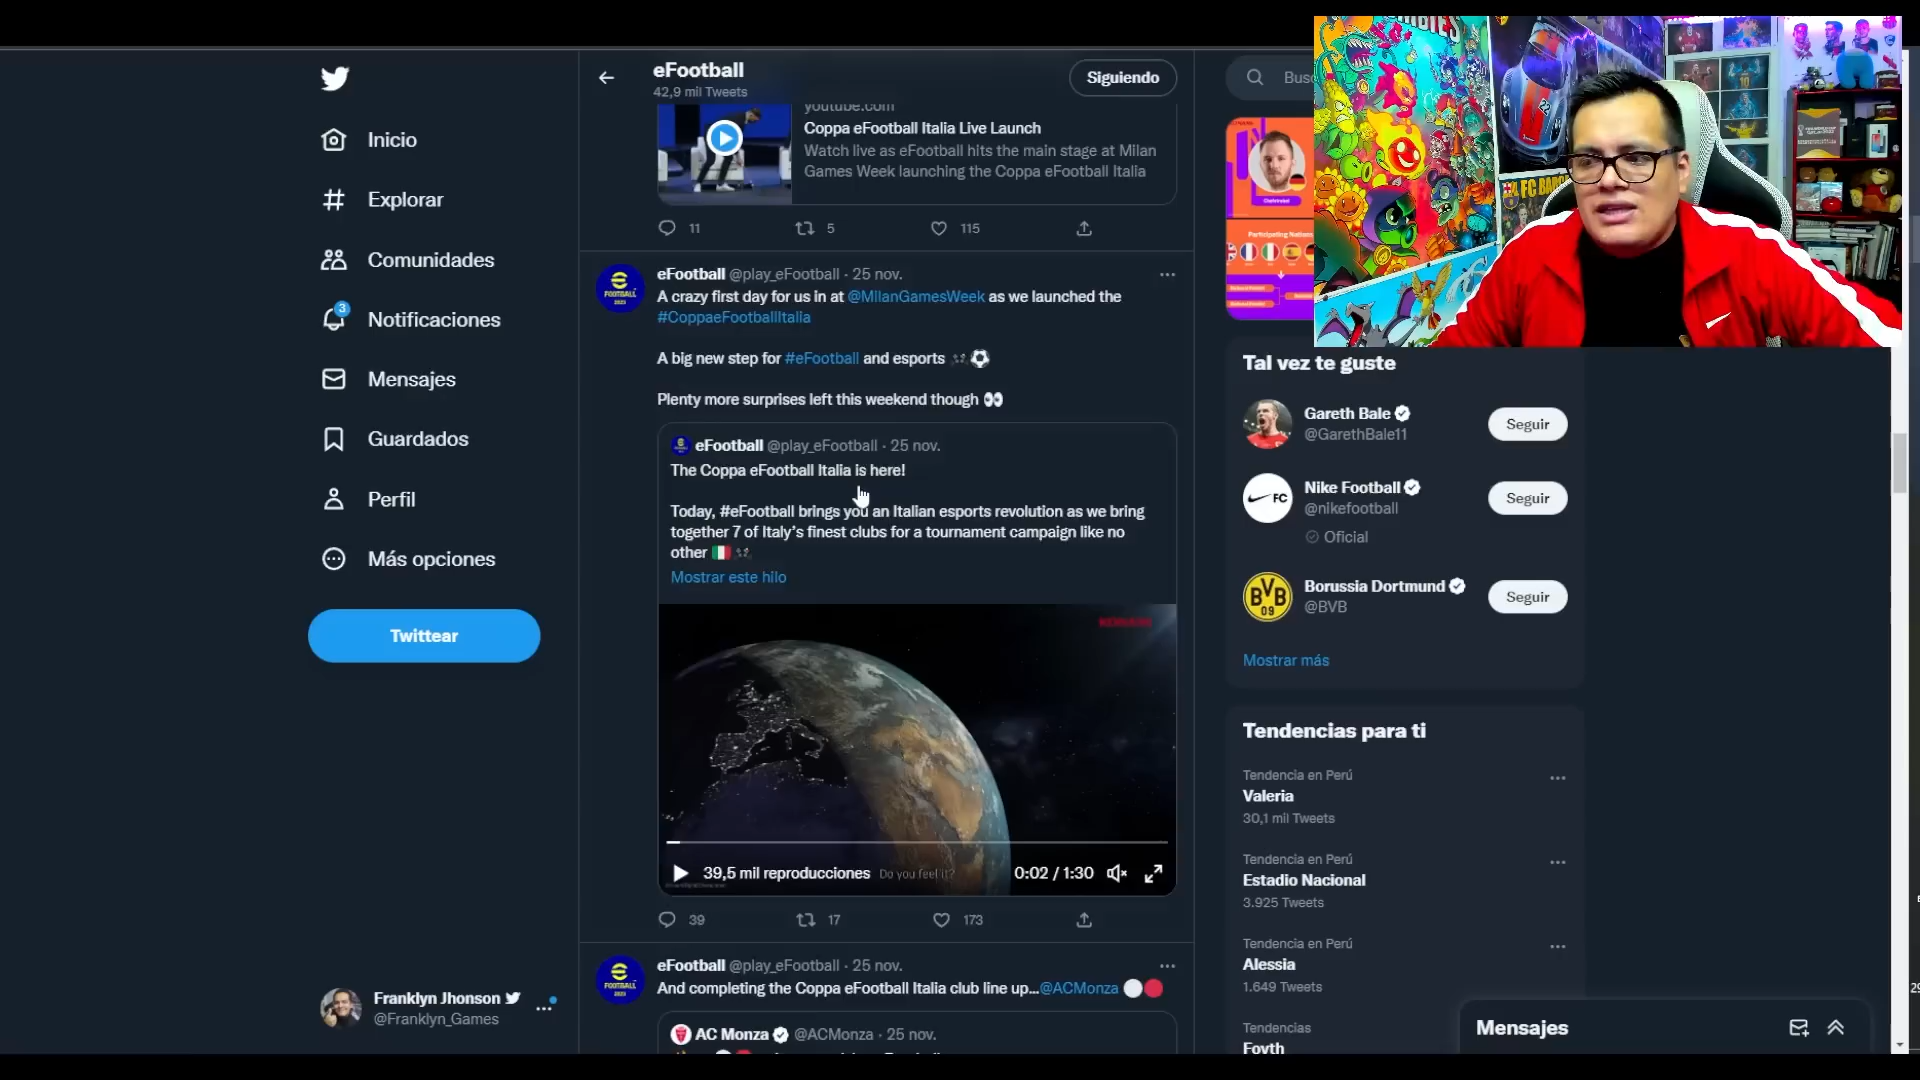 Inicio
Explorar
Comunidades
3
Notificaciones
Mensajes
Guardados
Perfil
Más opciones
Twittear
Franklyn Jhonson
@Franklyn_Games
eFootball
42,9 mil Tweets
Siguiendo
youtube.com
Coppa eFootball Italia Live Launch
Watch live as eFootball hits the main stage at Milan
Games Week launching the Coppa eFootball Italia
11
5
115
eFootball @play_eFootball · 25 nov.
A crazy first day for us in at @MIlanGamesWeek as we launched the
#CoppaeFootballItalia
A big new step for #eFootball and esports
Plenty more surprises left this weekend though
eFootball @play_eFootball · 25 nov.
The Coppa eFootball Italia is here!
Today, #eFootball brings you an Italian esports revolution as we bring
together 7 of Italy's finest clubs for a tournament campaign like no
other
Mostrar este hilo
KONAMI
39,5 mil reproducciones
Do you feel it?
0:02 / 1:30
39
17
173
eFootball @play_eFootball · 25 nov.
And completing the Coppa eFootball Italia club line up...@ACMonza
AC Monza @ACMonza · 25 nov.
Busc
Participating Nations
FC BARC
Tal vez te guste
Gareth Bale
@GarethBale11
Seguir
FC
Nike Football
@nikefootball
Oficial
Seguir
BVB
09
Borussia Dortmund
@BVB
Seguir
Mostrar más
Tendencias para ti
Tendencia en Perú
Valeria
30,1 mil Tweets
Tendencia en Perú
Estadio Nacional
3.925 Tweets
Tendencia en Perú
Alessia
1.649 Tweets
Tendencias
Foyth
Mensajes